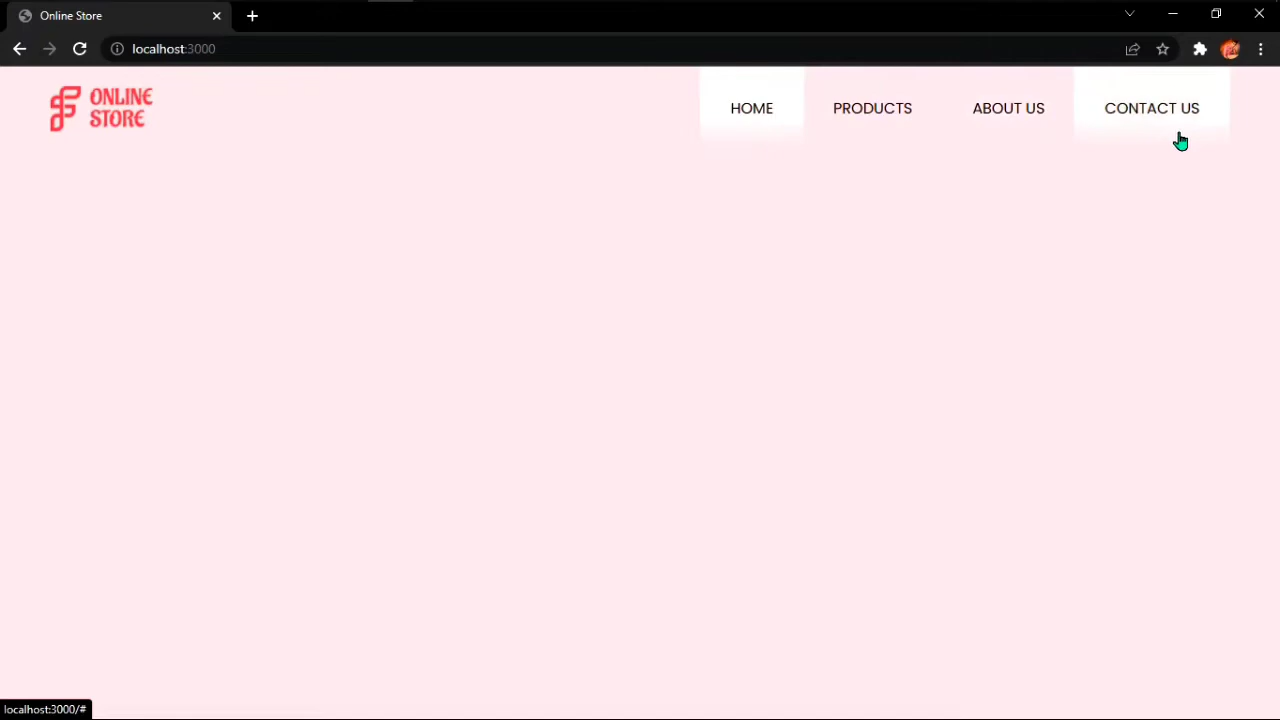 Online Store
localhost:3000
ONLINE
STORE
HOME PRODUCTS ABOUT US CONTACT US
localhost:3000/#